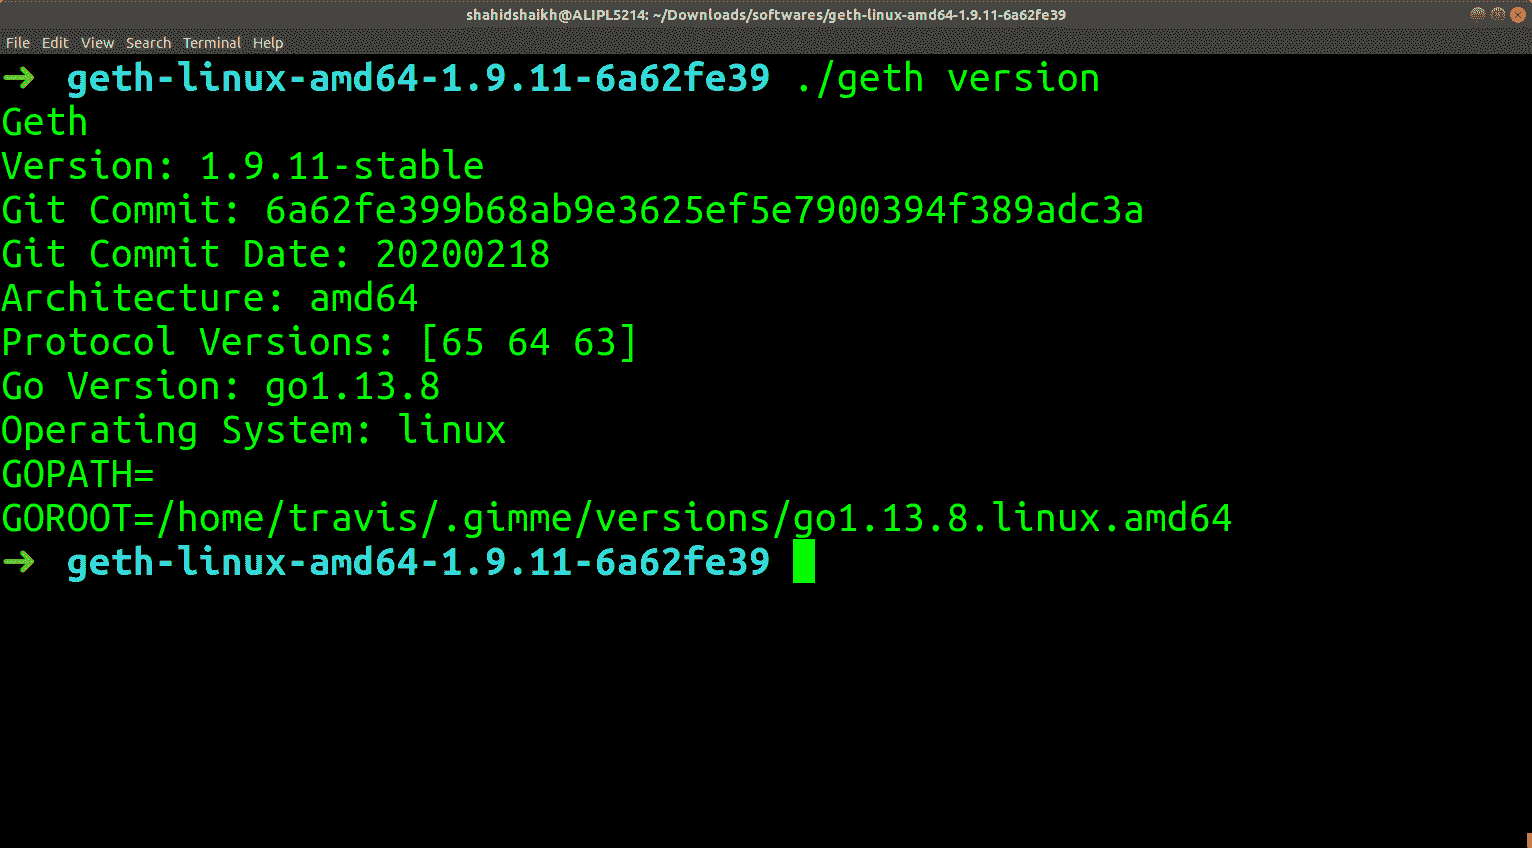 shahidshaikh@ALIPL5214: ~/Downloads/softwares/geth-linux-amd64-1.9.11-6a62fe39
File Edit View Search Terminal Help
➜ geth-linux-amd64-1.9.11-6a62fe39 ./geth version
Geth
Version: 1.9.11-stable
Git Commit: 6a62fe399b68ab9e3625ef5e7900394f389adc3a
Git Commit Date: 20200218
Architecture: amd64
Protocol Versions: [65 64 63]
Go Version: go1.13.8
Operating System: linux
GOPATH=
GOROOT=/home/travis/.gimme/versions/go1.13.8.linux.amd64
➜ geth-linux-amd64-1.9.11-6a62fe39